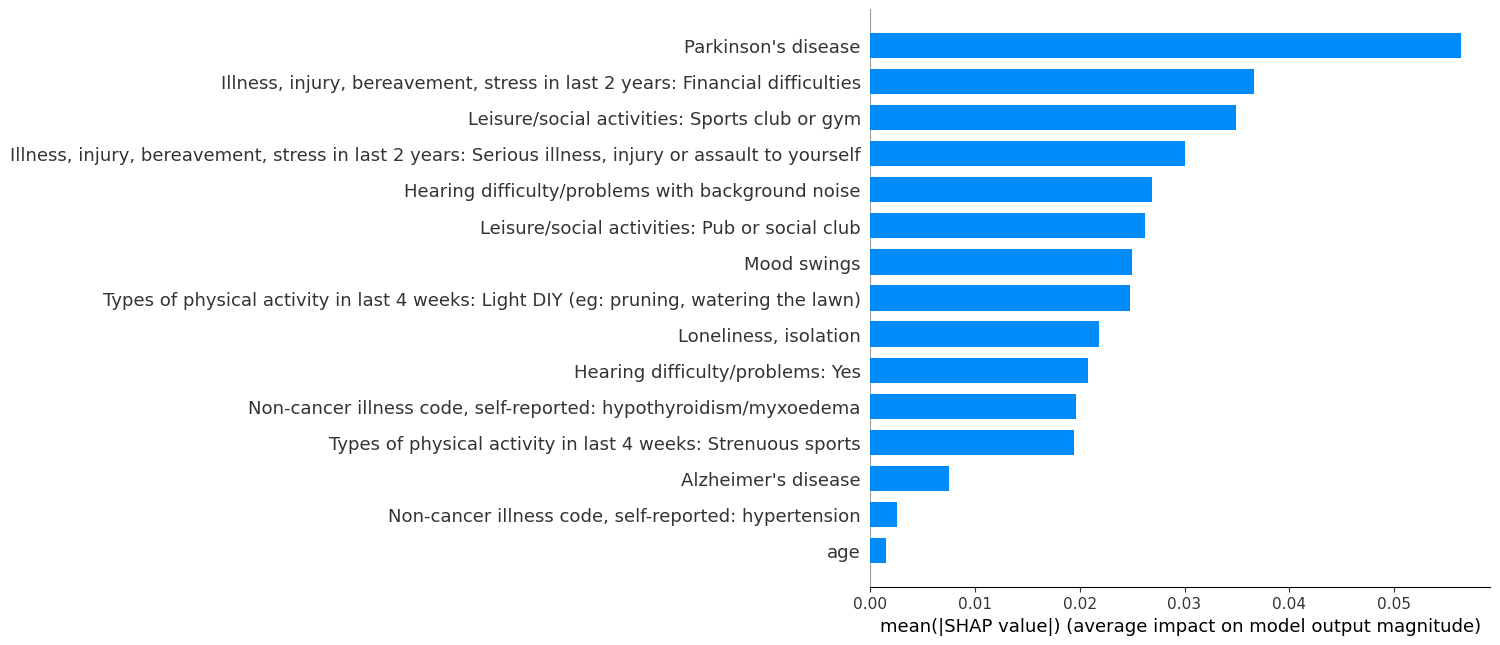 Parkinson's disease
Illness, injury, bereavement, stress in last 2 years: Financial difficulties
Leisure/social activities: Sports club or gym
Illness, injury, bereavement, stress in last 2 years: Serious illness, injury or assault to yourself
Hearing difficulty/problems with background noise
Leisure/social activities: Pub or social club
Mood swings
Types of physical activity in last 4 weeks: Light DIY (eg: pruning, watering the lawn)
Loneliness, isolation
Hearing difficulty/problems: Yes
Non-cancer illness code, self-reported: hypothyroidism/myxoedema
Types of physical activity in last 4 weeks: Strenuous sports
Alzheimer's disease
Non-cancer illness code, self-reported: hypertension
age
0.00 0.01 0.02 0.03 0.04 0.05
mean(|SHAP value|) (average impact on model output magnitude)